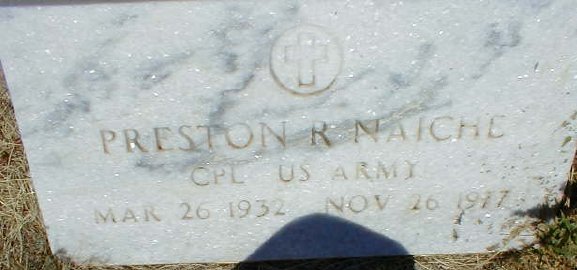 PRESTON R NAICHE
CPL US ARMY
MAR 26 1932 NOV 26 1977